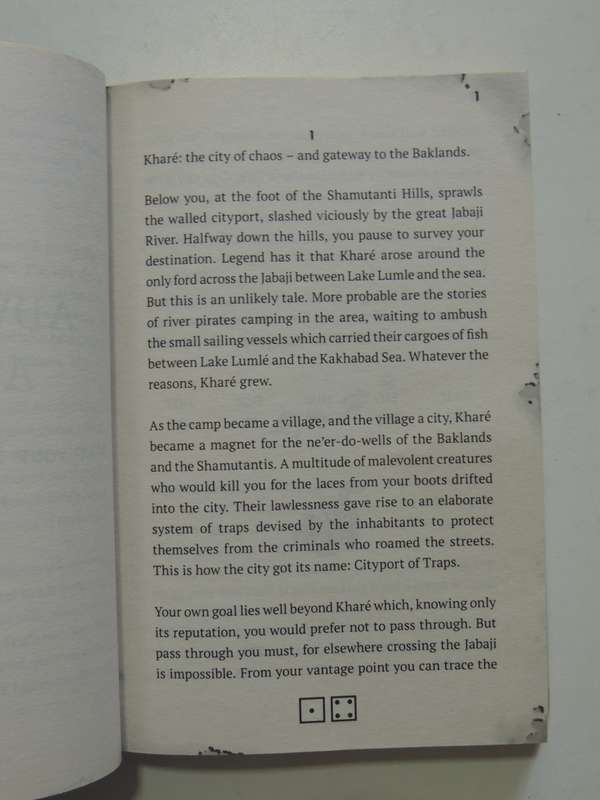 1
1
Kharé: the city of chaos – and gateway to the Baklands.
Below you, at the foot of the Shamutanti Hills, sprawls
the walled cityport, slashed viciously by the great Jabaji
River. Halfway down the hills, you pause to survey your
destination. Legend has it that Kharé arose around the
only ford across the Jabaji between Lake Lumle and the sea.
But this is an unlikely tale. More probable are the stories
of river pirates camping in the area, waiting to ambush
the small sailing vessels which carried their cargoes of fish
between Lake Lumlé and the Kakhabad Sea. Whatever the
reasons, Kharé grew.
As the camp became a village, and the village a city, Kharé
became a magnet for the ne'er-do-wells of the Baklands
and the Shamutantis. A multitude of malevolent creatures
who would kill you for the laces from your boots drifted
into the city. Their lawlessness gave rise to an elaborate
system of traps devised by the inhabitants to protect
themselves from the criminals who roamed the streets.
This is how the city got its name: Cityport of Traps.
Your own goal lies well beyond Kharé which, knowing only
its reputation, you would prefer not to pass through. But
pass through you must, for elsewhere crossing the Jabaji
is impossible. From your vantage point you can trace the